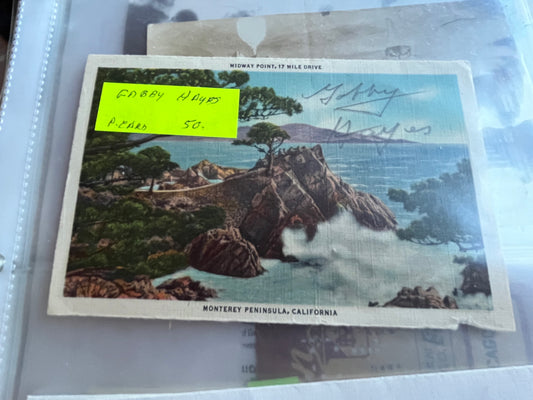 MIDWAY POINT, 17 MILE DRIVE
GABBY HAYES
P-CARD 50.
Gabby
Hayes
MONTEREY PENINSULA, CALIFORNIA